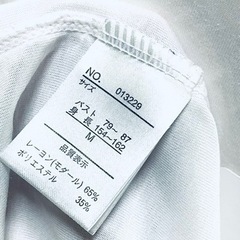 NO. 013229
サイズ
バスト 79～87
身長 154～162
M
品質表示
レーヨン(モダール) 65%
ポリエステル 35%